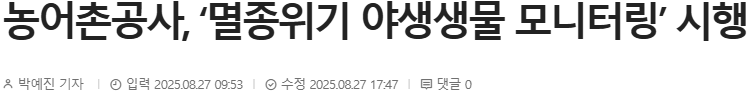 농어촌공사, ‘멸종위기 야생생물 모니터링’ 시행
박예진 기자 입력 2025.08.27 09:53 수정 2025.08.27 17:47 댓글 0